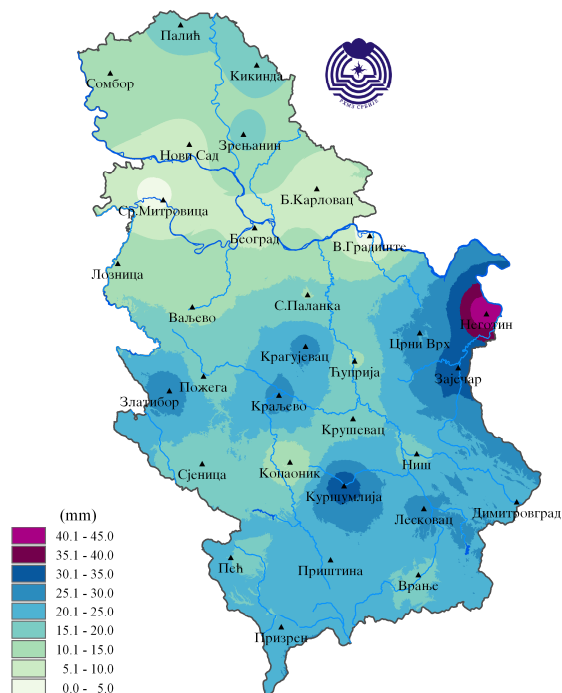 Палић
Кикинда
Сомбор
РХМЗ СРБИЈЕ
Зрењанин
Нови Сад
Б.Карловац
Ср.Митровица
Београд
В.Градиште
Лозница
С.Паланка
Ваљево
Неготин
Црни Врх
Крагујевац
Ћуприја
Зајечар
Пожега
Златибор
Краљево
Крушевац
Ниш
Сјеница
Копаоник
Куршумлија
Димитровград
Лесковац
(mm)
40.1 - 45.0
35.1 - 40.0
30.1 - 35.0
25.1 - 30.0
20.1 - 25.0
15.1 - 20.0
10.1 - 15.0
5.1 - 10.0
0.0 - 5.0
Пећ
Приштина
Врање
Призрен